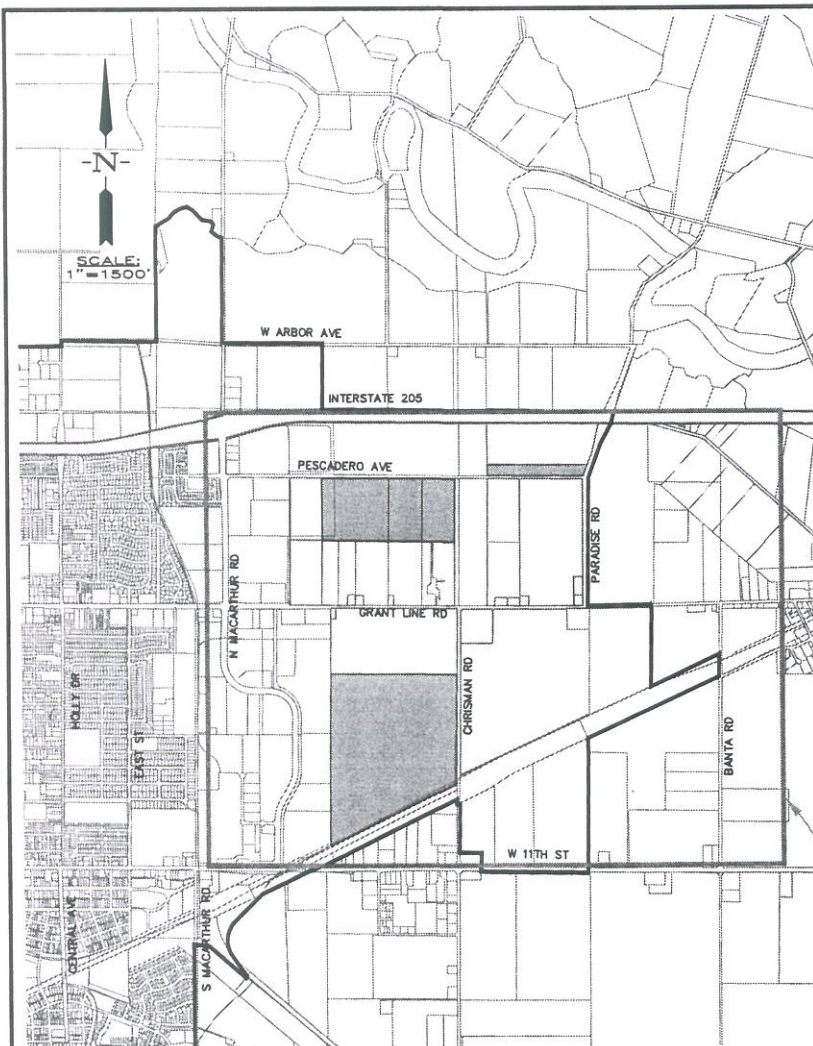 -N-
SCALE:
1"=1500'
W ARBOR AVE
INTERSTATE 205
PESCADERO AVE
PARADISE RD
N MACARTHUR RD
GRANT LINE RD
HOLLY DR
EAST ST
CHRISMAN RD
BANTA RD
W 11TH ST
CENTRAL AVE
S MACARTHUR RD